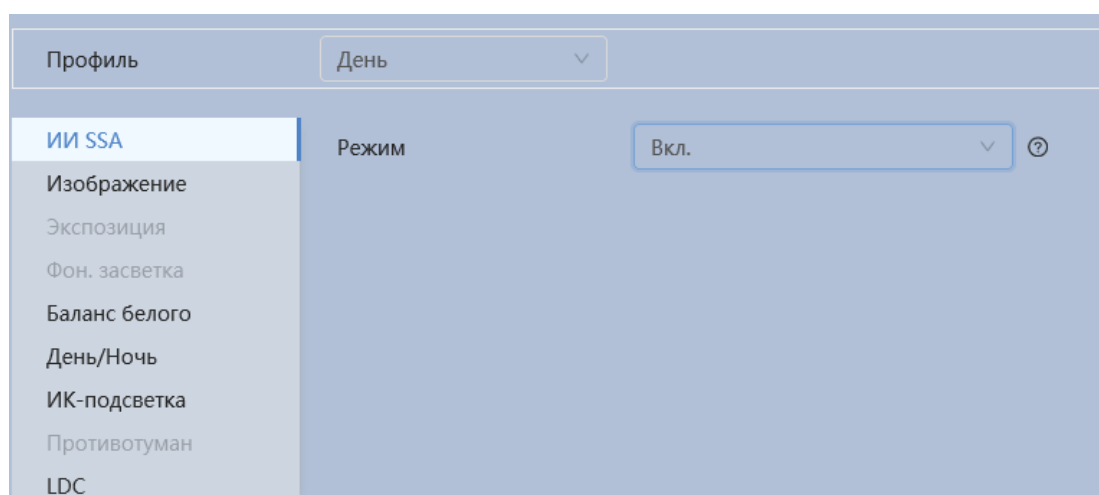 Профиль День
ИИ SSA Режим Вкл.
Изображение
Экспозиция
Фон. засветка
Баланс белого
День/Ночь
ИК-подсветка
Противотуман
LDC